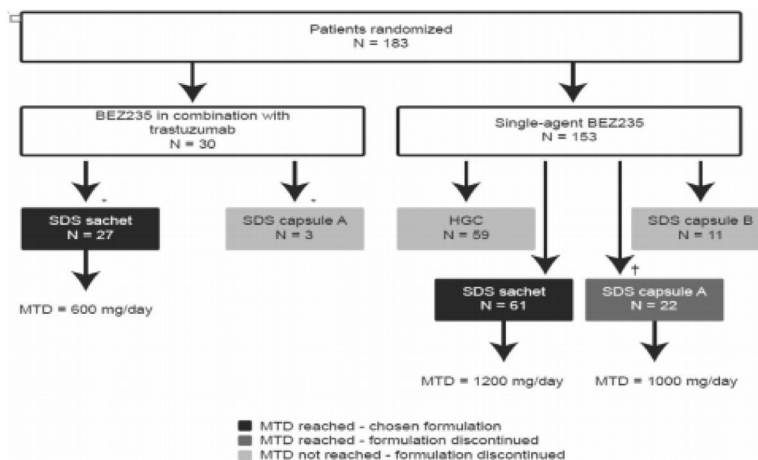 Patients randomized
N = 183
BEZ235 in combination with
trastuzumab
N = 30
Single-agent BEZ235
N = 153
*
SDS sachet
N = 27
*
SDS capsule A
N = 3
HGC
N = 59
SDS capsule B
N = 11
MTD = 600 mg/day
SDS sachet
N = 61
†
SDS capsule A
N = 22
MTD = 1200 mg/day
MTD = 1000 mg/day
MTD reached - chosen formulation
MTD reached - formulation discontinued
MTD not reached - formulation discontinued